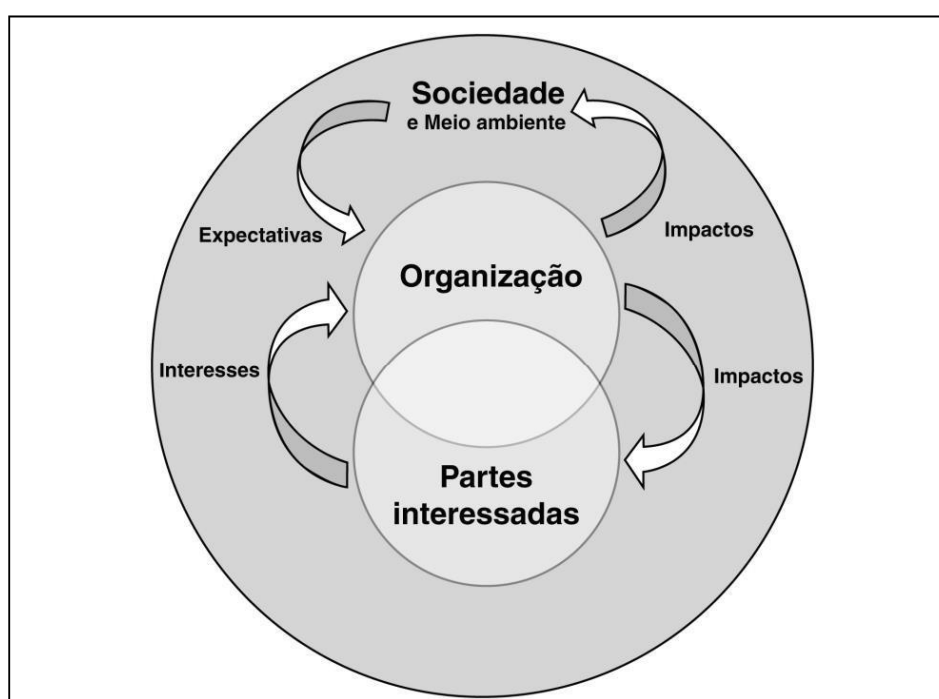 Sociedade
e Meio ambiente
Expectativas
Impactos
Organização
Interesses
Impactos
Partes
interessadas